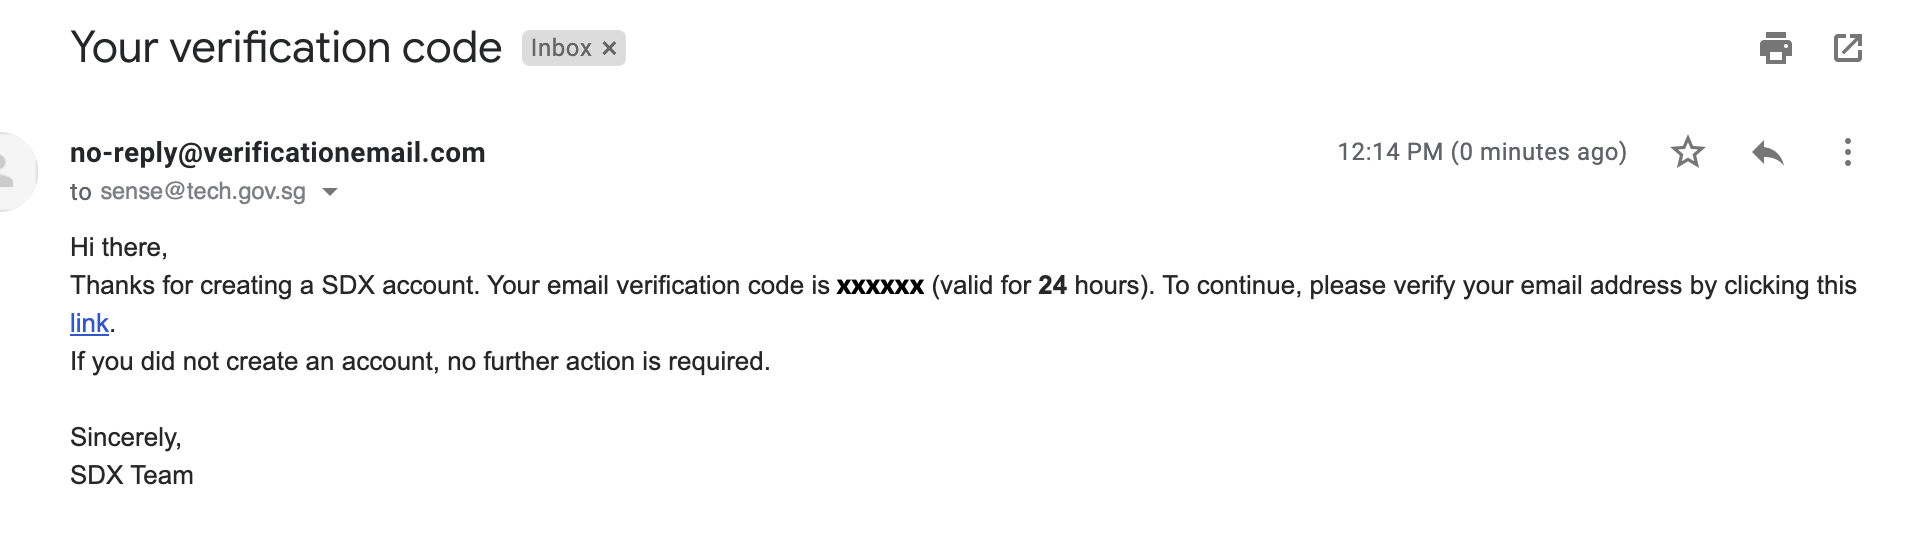 Your verification code Inbox ×
no-reply@verificationemail.com 12:14 PM (0 minutes ago)
to sense@tech.gov.sg
Hi there,
Thanks for creating a SDX account. Your email verification code is xxxxxx (valid for 24 hours). To continue, please verify your email address by clicking this
link.
If you did not create an account, no further action is required.
Sincerely,
SDX Team